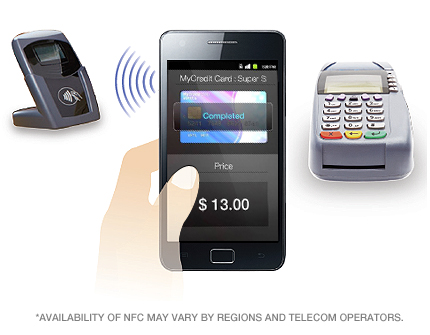 MyCredit Card : Super S
Completed
Price
$ 13.00
*AVAILABILITY OF NFC MAY VARY BY REGIONS AND TELECOM OPERATORS.